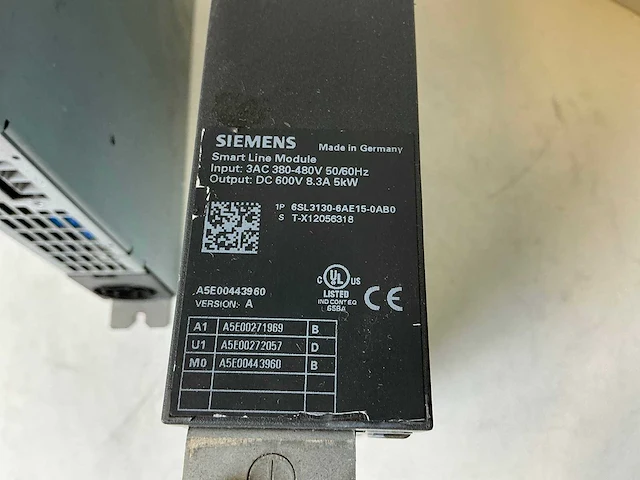 SIEMENS Made in Germany
Smart Line Module
Input: 3AC 380-480V 50/60Hz
Output: DC 600V 8.3A 5kW
1P 6SL3130-6AE15-0AB0
S T-X12056318
A5E00443960
VERSION: A
C UL US
LISTED
IND CONT EQ
65BA
CE
A1 A5E00271969 B
U1 A5E00272057 D
M0 A5E00443960 B